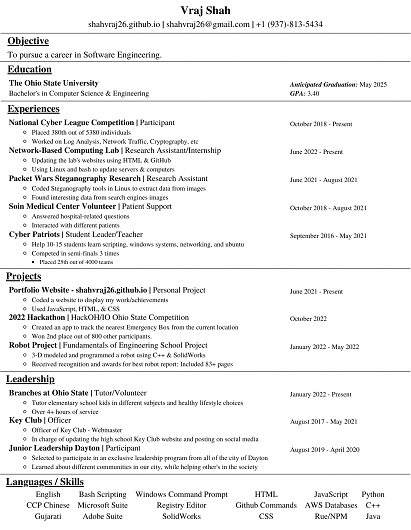 Vraj Shah
shahvraj26.github.io | shahvraj26@gmail.com | +1 (937)-813-5434
Objective
To pursue a career in Software Engineering.
Education
The Ohio State University
Anticipated Graduation: May 2025
Bachelor's in Computer Science & Engineering
GPA: 3.40
Experiences
National Cyber League Competition | Participant
October 2018 - Present
Placed 380th out of 5380 individuals
Worked on Log Analysis, Network Traffic, Cryptography, etc
Network-Based Computing Lab | Research Assistant/Internship
June 2022 - Present
Updating the lab's websites using HTML & GitHub
Using Linux and bash to update servers & computers
Packet Wars Steganography Research | Research Assistant
June 2021 - August 2021
Coded Steganography tools in Linux to extract data from images
Found interesting data from search engines images
Soin Medical Center Volunteer | Patient Support
October 2018 - August 2021
Answered hospital-related questions
Interacted with different patients
Cyber Patriots | Student Leader/Teacher
September 2016 - May 2021
Help 10-15 students learn scripting, windows systems, networking, and ubuntu
Competed in semi-finals 3 times
Placed 25th out of 4000 teams
Projects
Portfolio Website - shahvraj26.github.io | Personal Project
June 2021 - Present
Coded a website to display my work/achievements
Used JavaScript, HTML, & CSS
2022 Hackathon | HackOH/IO Ohio State Competition
October 2022
Created an app to track the nearest Emergency Box from the current location
Won 2nd place out of 800 other participants.
Robot Project | Fundamentals of Engineering School Project
January 2022 - May 2022
3-D modeled and programmed a robot using C++ & SolidWorks
Received recognition and awards for best robot report: Included 83+ pages
Leadership
Branches at Ohio State | Tutor/Volunteer
January 2022 - Present
Tutor elementary school kids in different subjects and healthy lifestyle choices
Over 4+ hours of service
Key Club | Officer
August 2017 - May 2021
Officer of Key Club - Webmaster
In charge of updating the high school Key Club website and posting on social media
Junior Leadership Dayton | Participant
August 2019 - April 2020
Selected to participate in an exclusive leadership program from all of the city of Dayton
Learned about different communities in our city, while helping other's in the society
Languages / Skills
English Bash Scripting Windows Command Prompt HTML JavaScript Python
CCP Chinese Microsoft Suite Registry Editor Github Commands AWS Databases C++
Gujarati Adobe Suite SolidWorks CSS Rue/NPM Java